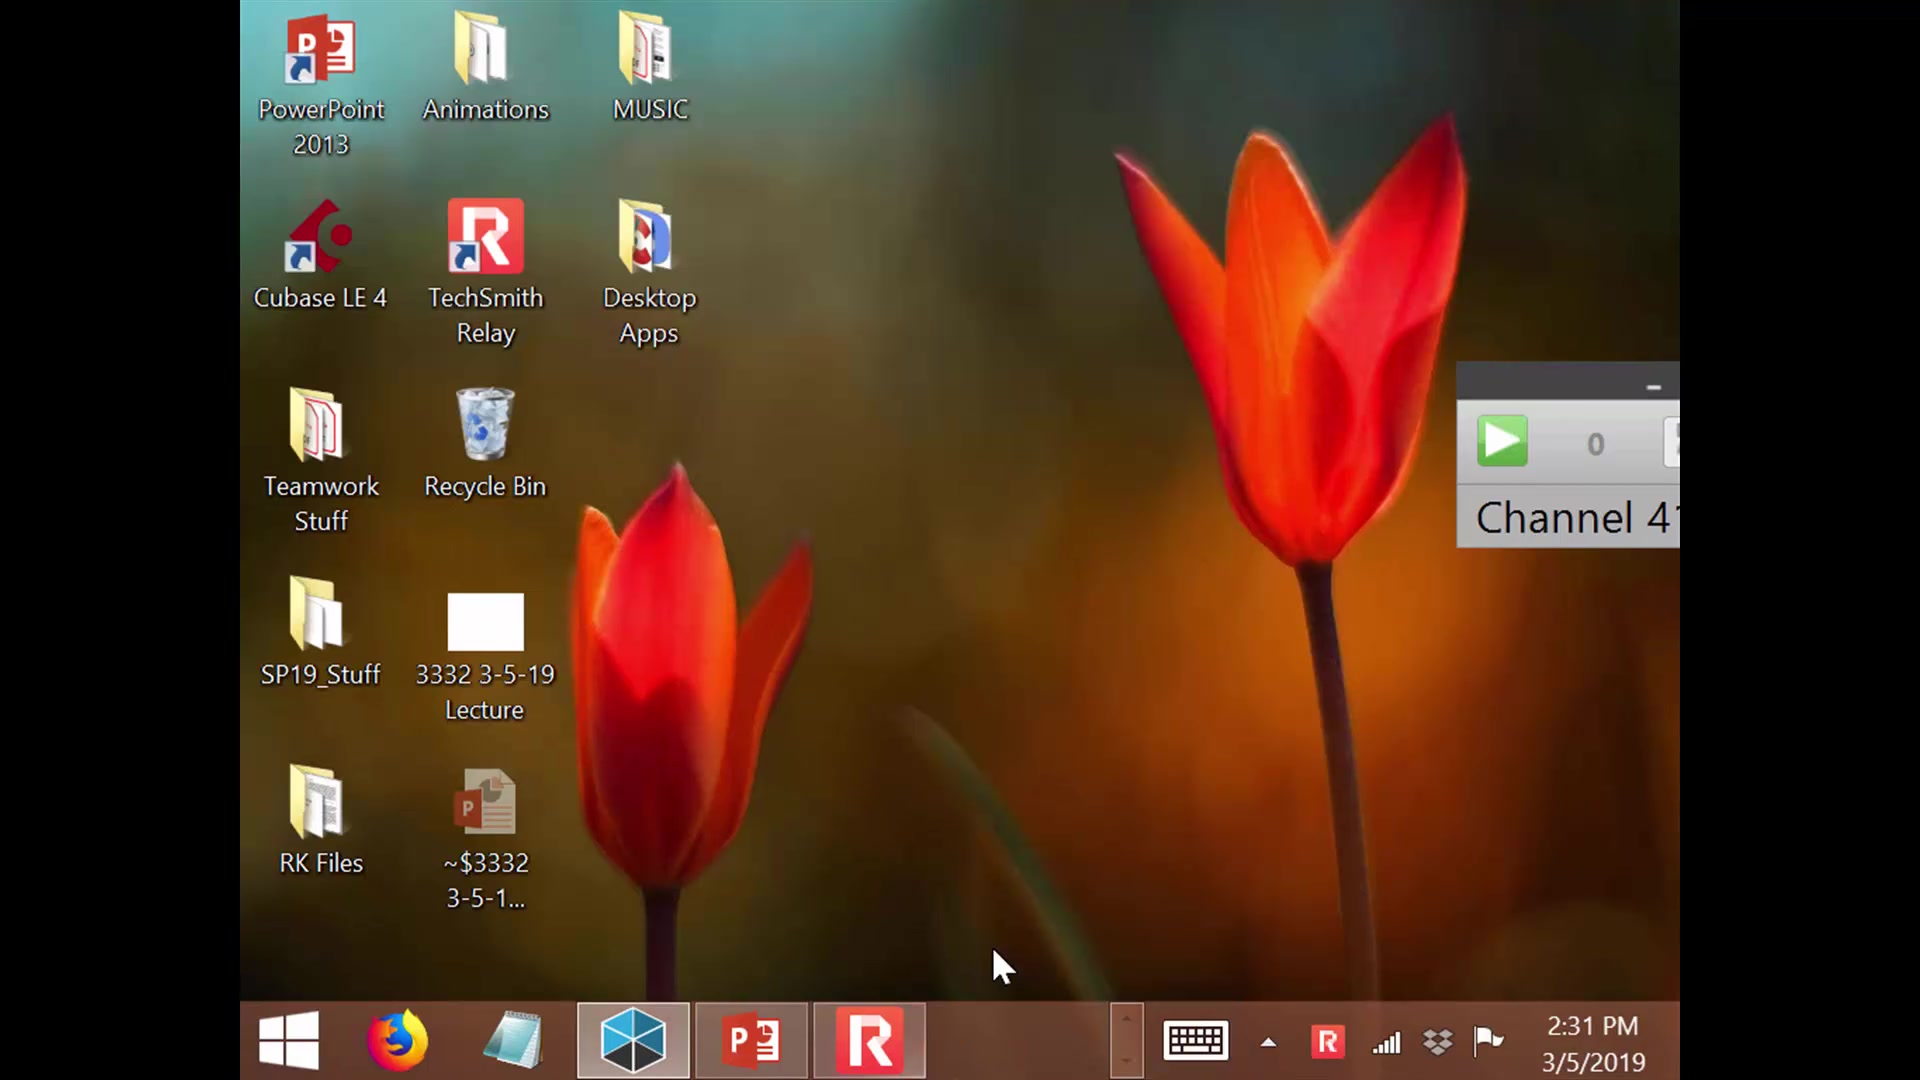 PowerPoint
2013
Animations
MUSIC
Cubase LE 4
TechSmith
Relay
Desktop
Apps
Teamwork
Stuff
Recycle Bin
SP19_Stuff
3332 3-5-19
Lecture
RK Files
~$3332
3-5-1...
0
Channel 41
2:31 PM
3/5/2019